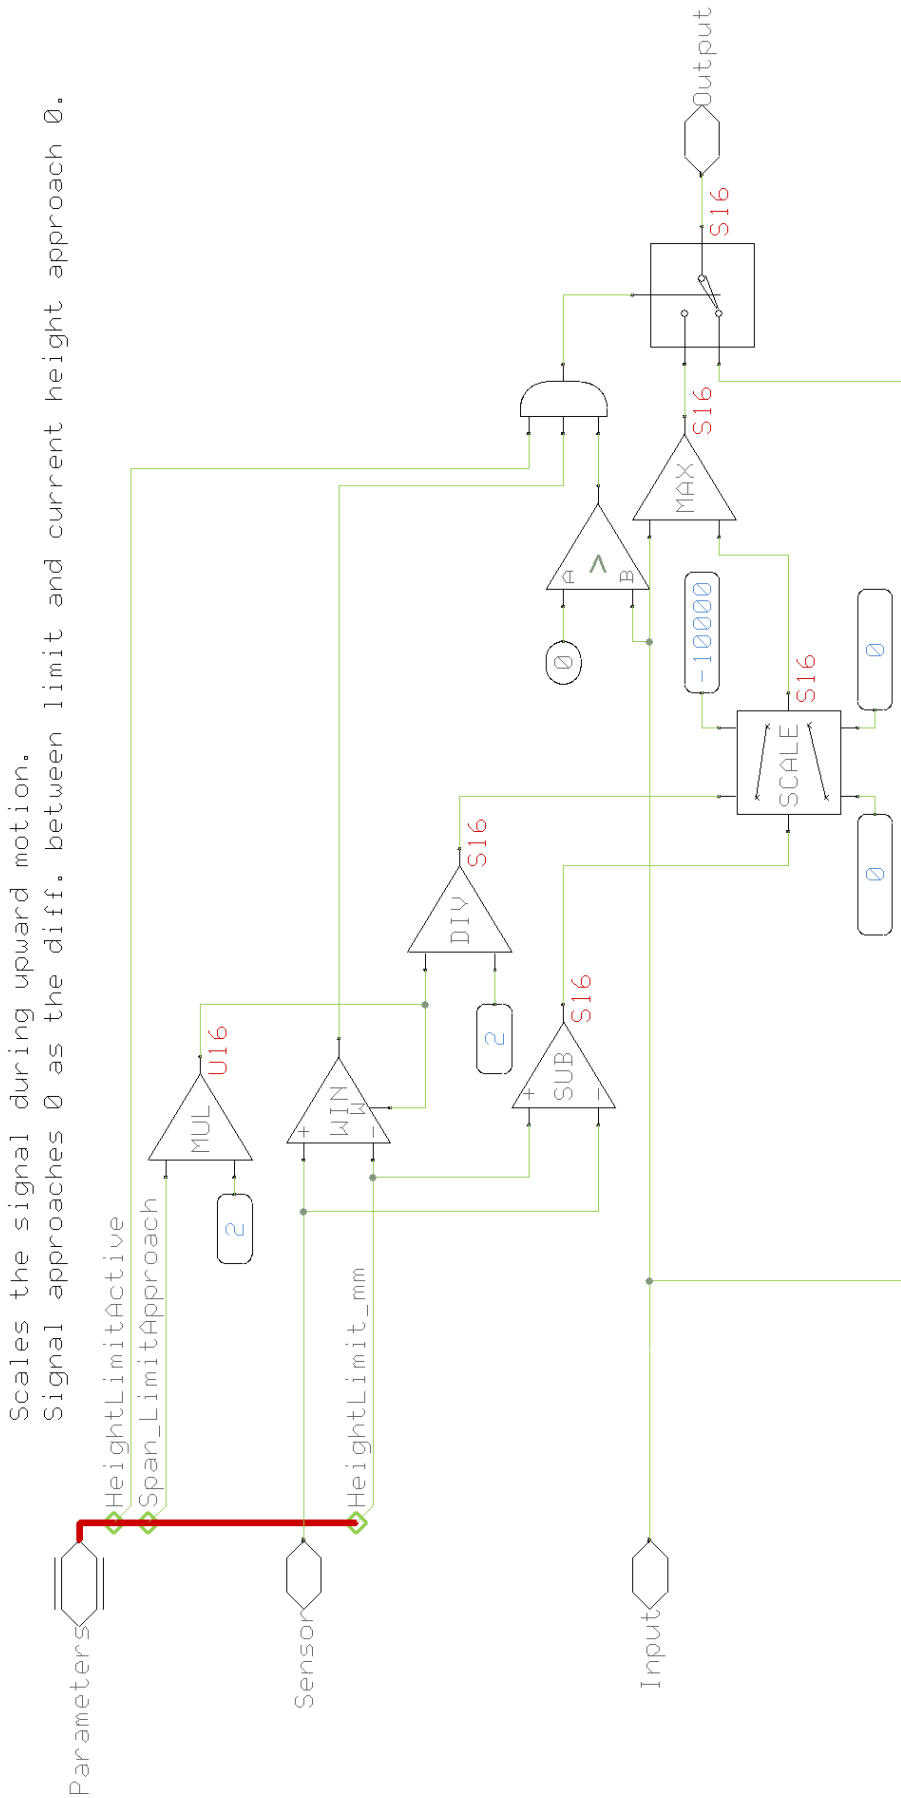 Scales the signal during upward motion.
Signal approaches 0 as the diff. between limit and current height approach 0.
Parameters
HeightLimitActive
Span_LimitApproach
MUL
U16
2
Sensor
HeightLimit_mm
+
WIN
W
-
DIV
S16
2
+
SUB
-
S16
0
A
>
B
Input
-10000
SCALE
S16
0
0
MAX
S16
S16
Output